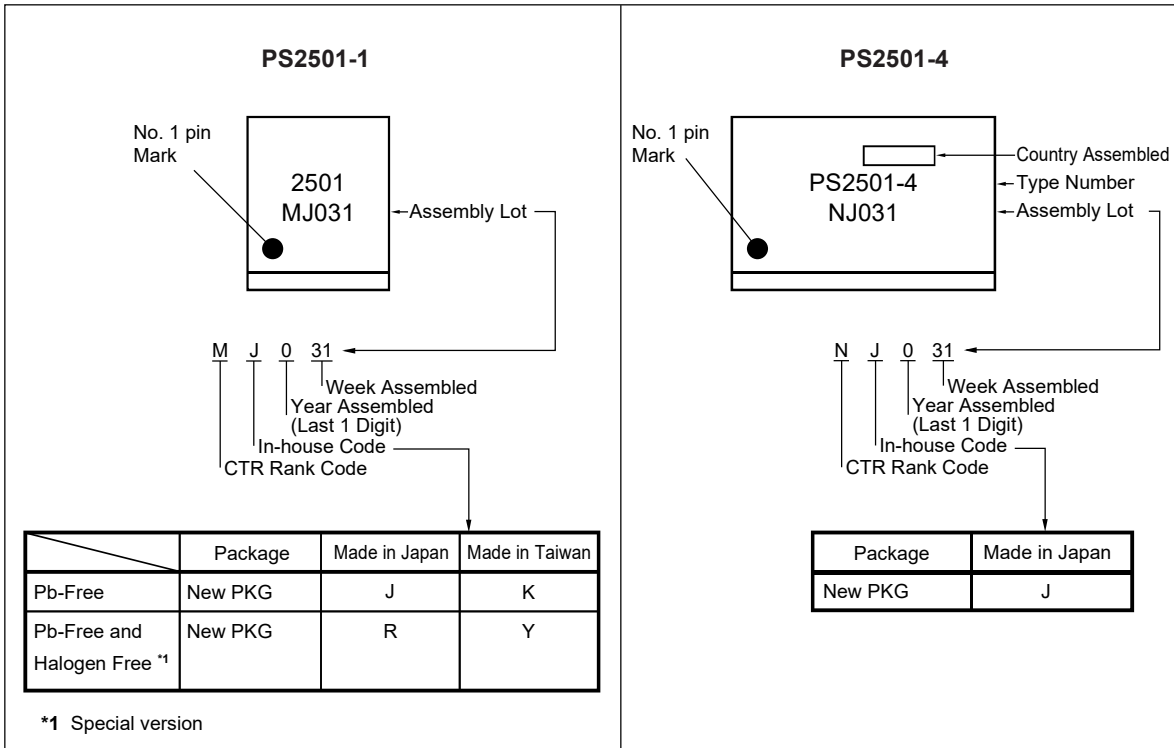 PS2501-1
No. 1 pin
Mark
2501
MJ031
Assembly Lot
M J 0 31
Week Assembled
Year Assembled
(Last 1 Digit)
In-house Code
CTR Rank Code
Package Made in Japan Made in Taiwan
Pb-Free New PKG J K
Pb-Free and New PKG R Y
Halogen Free *1
*1 Special version
PS2501-4
No. 1 pin
Mark
Country Assembled
PS2501-4 Type Number
NJ031 Assembly Lot
N J 0 31
Week Assembled
Year Assembled
(Last 1 Digit)
In-house Code
CTR Rank Code
Package Made in Japan
New PKG J